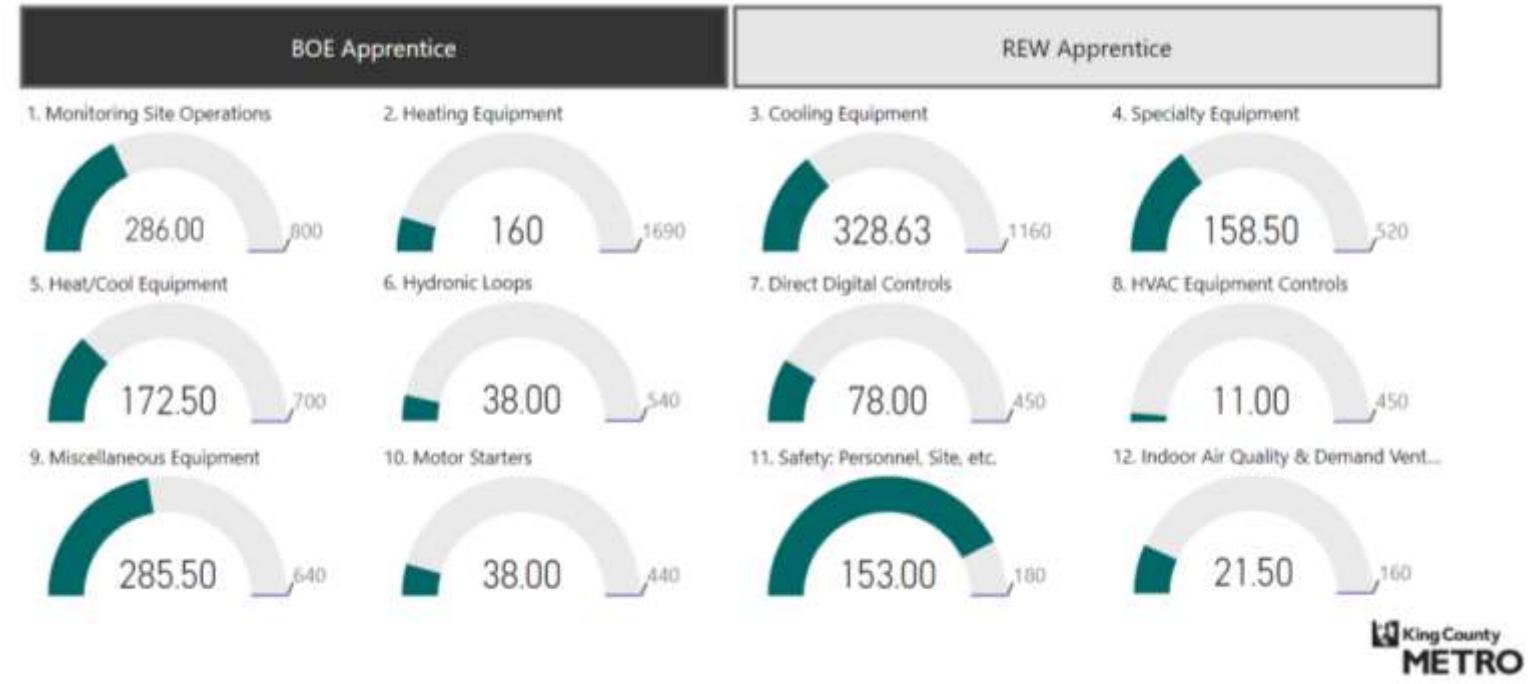 BOE Apprentice
REW Apprentice
1. Monitoring Site Operations
286.00
800
2. Heating Equipment
160
1690
3. Cooling Equipment
328.63
1160
4. Specialty Equipment
158.50
520
5. Heat/Cool Equipment
172.50
700
6. Hydronic Loops
38.00
540
7. Direct Digital Controls
78.00
450
8. HVAC Equipment Controls
11.00
450
9. Miscellaneous Equipment
285.50
640
10. Motor Starters
38.00
440
11. Safety: Personnel, Site, etc.
153.00
180
12. Indoor Air Quality & Demand Vent...
21.50
160
King County
METRO